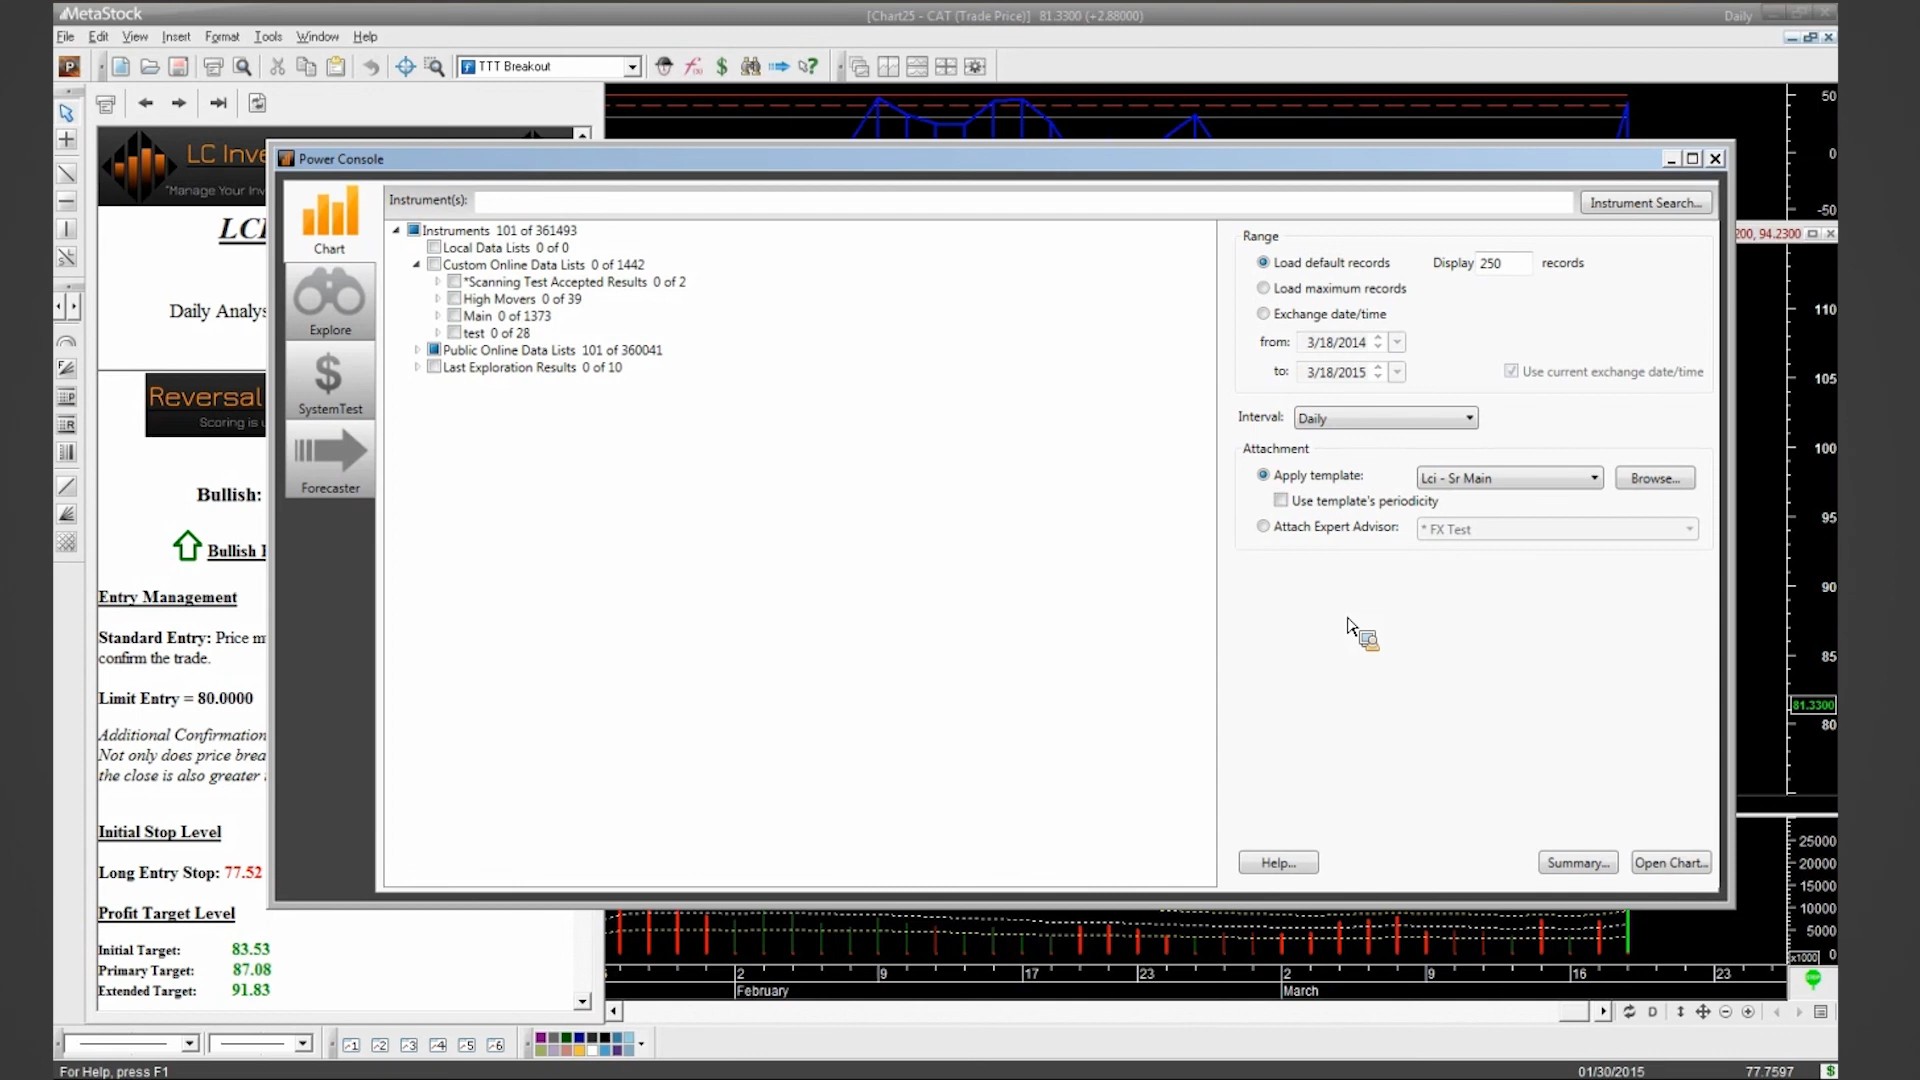 MetaStock
[Chart25 - CAT (Trade Price)] 81.3300 (+2.88000)
Daily
File Edit View Insert Format Tools Window Help
TTT Breakout
LC Inve
"Manage Your Inv
LCI
Daily Analys
Reversal
Scoring is u
Bullish:
Bullish
Entry Management
Standard Entry: Price m
confirm the trade.
Limit Entry = 80.0000
Additional Confirmation
Not only does price brea
the close is also greater
Initial Stop Level
Long Entry Stop: 77.52
Profit Target Level
Initial Target: 83.53
Primary Target: 87.08
Extended Target: 91.83
Power Console
Chart
Explore
SystemTest
Forecaster
Instrument(s):
Instrument Search...
Instruments 101 of 361493
Local Data Lists 0 of 0
Custom Online Data Lists 0 of 1442
*Scanning Test Accepted Results 0 of 2
High Movers 0 of 39
Main 0 of 1373
test 0 of 28
Public Online Data Lists 101 of 360041
Last Exploration Results 0 of 10
Range
Load default records Display 250 records
Load maximum records
Exchange date/time
from: 3/18/2014
to: 3/18/2015 Use current exchange date/time
Interval: Daily
Attachment
Apply template: Lci - Sr Main Browse...
Use template's periodicity
Attach Expert Advisor: * FX Test
Help... Summary... Open Chart...
50
0
-50
200, 94.2300
110
105
100
95
90
85
81.3300
80
25000
20000
15000
10000
5000
0
x1000
2 9 17 23 2 9 16 23
February March
D
1 2 3 4 5 6
For Help, press F1
01/30/2015 77.7597